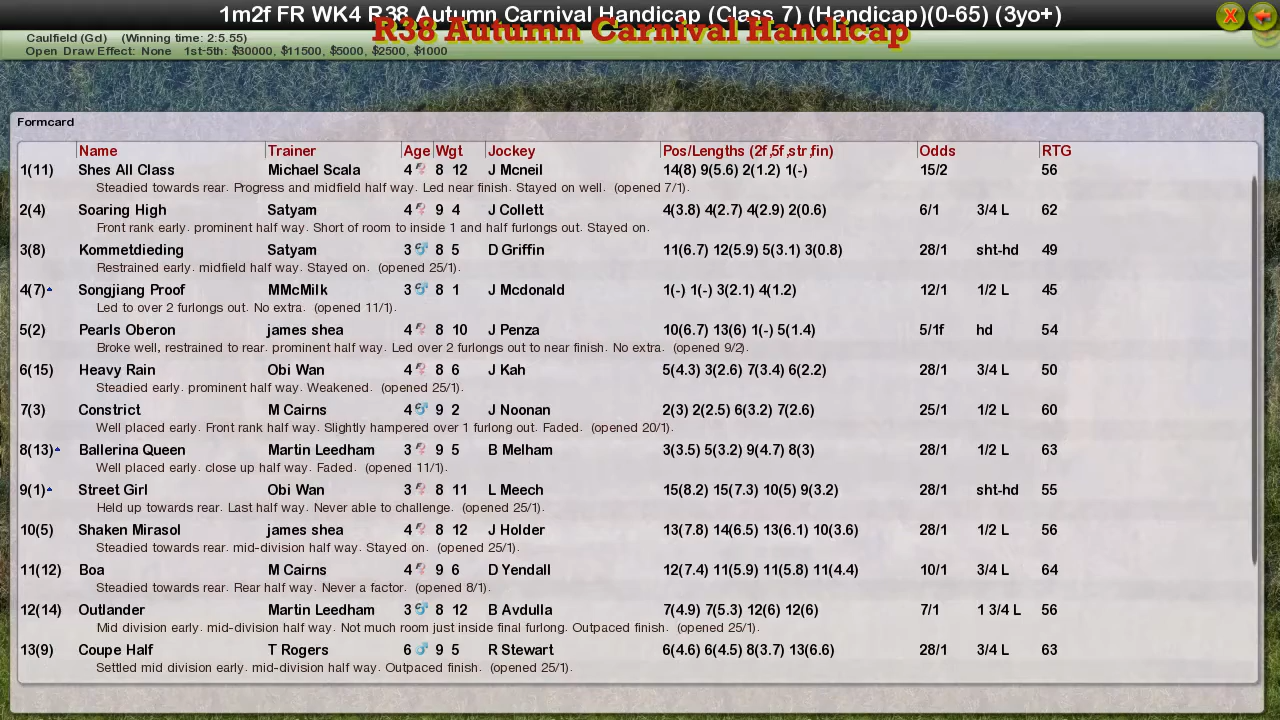 1m2f FR WK4 R38 Autumn Carnival Handicap (Class 7) (Handicap)(0-65) (3yo+)
R38 Autumn Carnival Handicap
Caulfield (Gd) (Winning time: 2:5.55)
Open Draw Effect: None 1st-5th: $30000, $11500, $5000, $2500, $1000
Formcard
Name Trainer Age Wgt Jockey Pos/Lengths (2f,5f,str,fin) Odds RTG
1(11) Shes All Class Michael Scala 4 8 12 J Mcneil 14(8) 9(5.6) 2(1.2) 1(-) 15/2 56
Steadied towards rear. Progress and midfield half way. Led near finish. Stayed on well. (opened 7/1).
2(4) Soaring High Satyam 4 9 4 J Collett 4(3.8) 4(2.7) 4(2.9) 2(0.6) 6/1 3/4 L 62
Front rank early. prominent half way. Short of room to inside 1 and half furlongs out. Stayed on.
3(8) Kommetdieding Satyam 3 8 5 D Griffin 11(6.7) 12(5.9) 5(3.1) 3(0.8) 28/1 sht-hd 49
Restrained early. midfield half way. Stayed on. (opened 25/1).
4(7) Songjiang Proof MMcMilk 3 8 1 J Mcdonald 1(-) 1(-) 3(2.1) 4(1.2) 12/1 1/2 L 45
Led to over 2 furlongs out. No extra. (opened 11/1).
5(2) Pearls Oberon james shea 4 8 10 J Penza 10(6.7) 13(6) 1(-) 5(1.4) 5/1f hd 54
Broke well, restrained to rear. prominent half way. Led over 2 furlongs out to near finish. No extra. (opened 9/2).
6(15) Heavy Rain Obi Wan 4 8 6 J Kah 5(4.3) 3(2.6) 7(3.4) 6(2.2) 28/1 3/4 L 50
Steadied early. prominent half way. Weakened. (opened 25/1).
7(3) Constrict M Cairns 4 9 2 J Noonan 2(3) 2(2.5) 6(3.2) 7(2.6) 25/1 1/2 L 60
Well placed early. Front rank half way. Slightly hampered over 1 furlong out. Faded. (opened 20/1).
8(13) Ballerina Queen Martin Leedham 3 9 5 B Melham 3(3.5) 5(3.2) 9(4.7) 8(3) 28/1 1/2 L 63
Well placed early. close up half way. Faded. (opened 11/1).
9(1) Street Girl Obi Wan 3 8 11 L Meech 15(8.2) 15(7.3) 10(5) 9(3.2) 28/1 sht-hd 55
Held up towards rear. Last half way. Never able to challenge. (opened 25/1).
10(5) Shaken Mirasol james shea 4 8 12 J Holder 13(7.8) 14(6.5) 13(6.1) 10(3.6) 28/1 1/2 L 56
Steadied towards rear. mid-division half way. Stayed on. (opened 25/1).
11(12) Boa M Cairns 4 9 6 D Yendall 12(7.4) 11(5.9) 11(5.8) 11(4.4) 10/1 3/4 L 64
Steadied towards rear. Rear half way. Never a factor. (opened 8/1).
12(14) Outlander Martin Leedham 3 8 12 B Avdulla 7(4.9) 7(5.3) 12(6) 12(6) 7/1 1 3/4 L 56
Mid division early. mid-division half way. Not much room just inside final furlong. Outpaced finish. (opened 25/1).
13(9) Coupe Half T Rogers 6 9 5 R Stewart 6(4.6) 6(4.5) 8(3.7) 13(6.6) 28/1 3/4 L 63
Settled mid division early. mid-division half way. Outpaced finish. (opened 25/1).